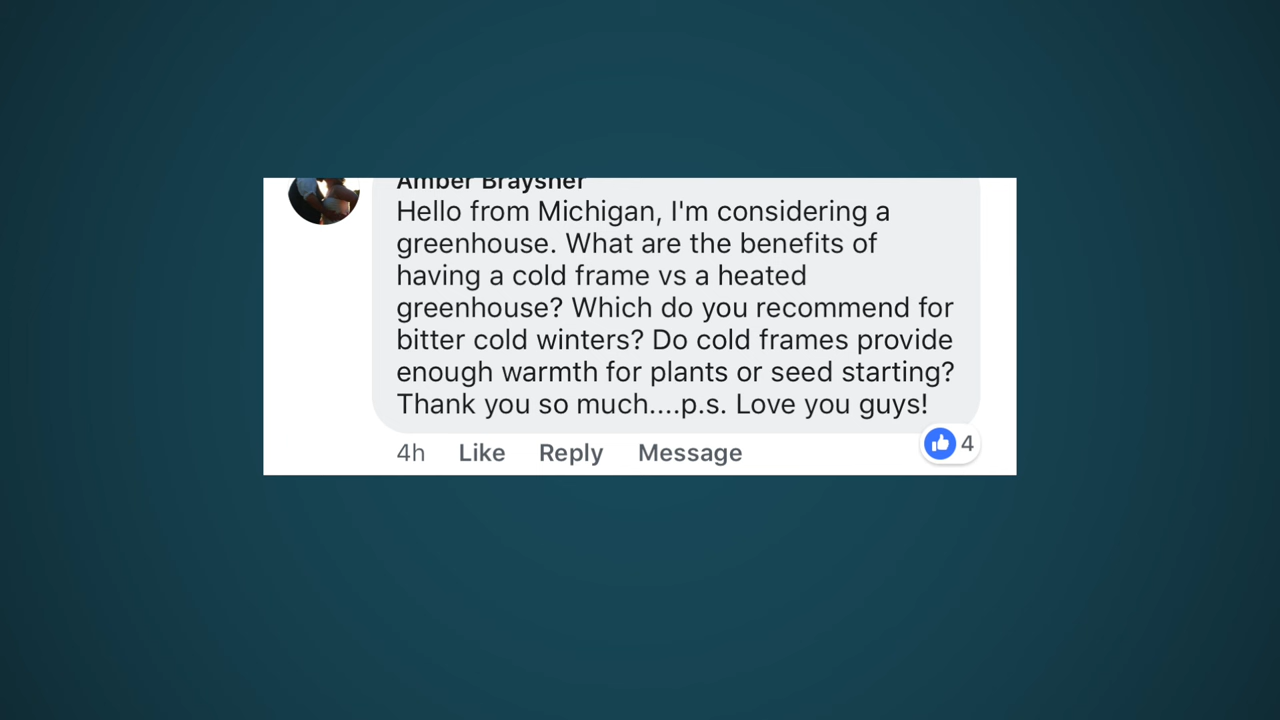 Amber Braysher
Hello from Michigan, I'm considering a
greenhouse. What are the benefits of
having a cold frame vs a heated
greenhouse? Which do you recommend for
bitter cold winters? Do cold frames provide
enough warmth for plants or seed starting?
Thank you so much....p.s. Love you guys!
4h Like Reply Message 4